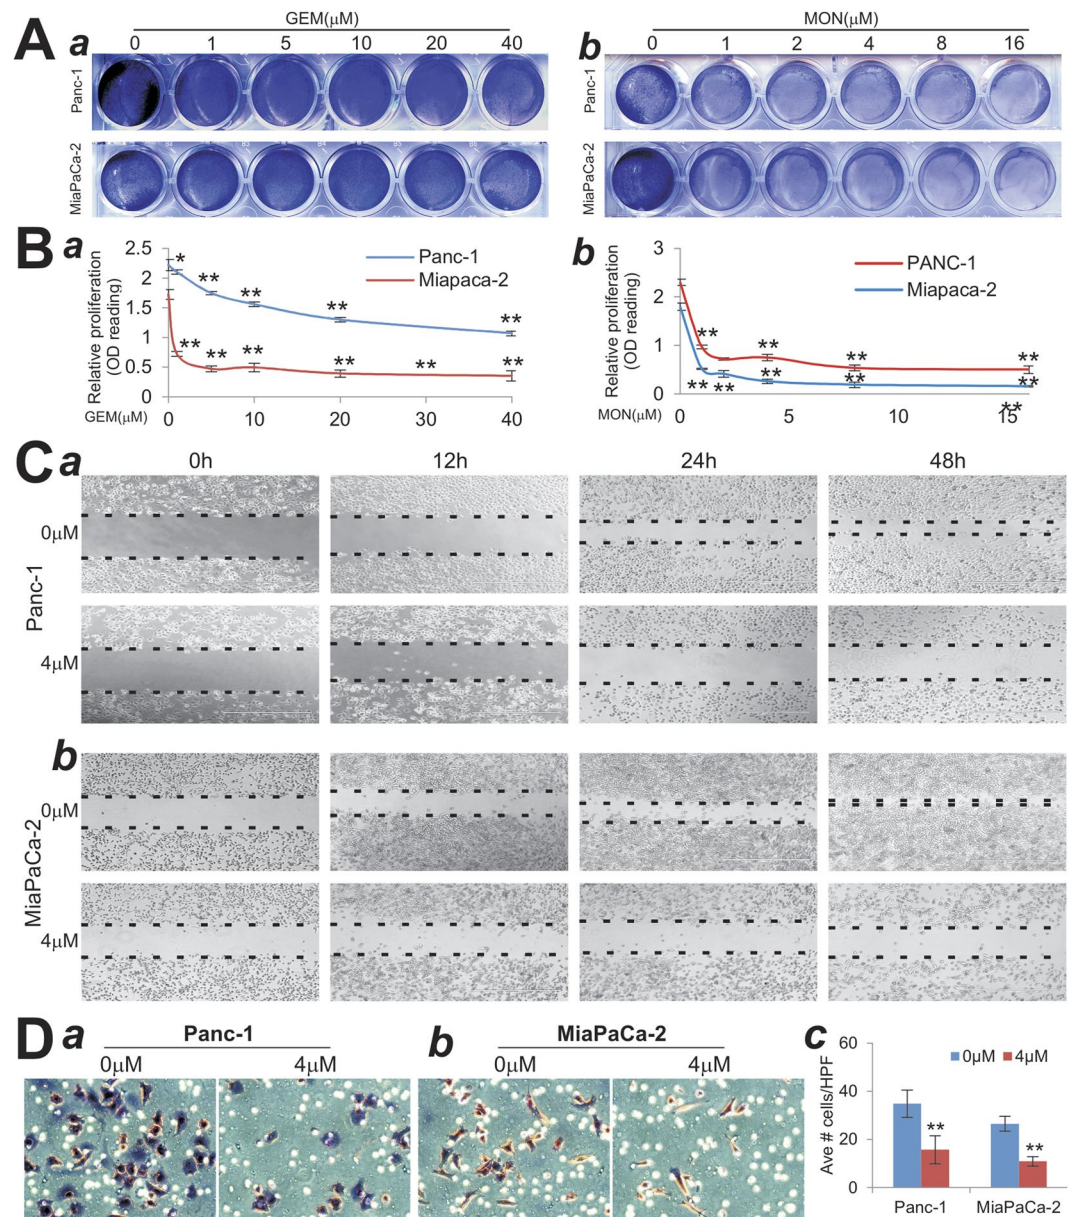 A
a
GEM(μM)
0 1 5 10 20 40
Panc-1
MiaPaCa-2
b
MON(μM)
0 1 2 4 8 16
Panc-1
MiaPaCa-2
B
a
Relative proliferation
(OD reading)
2.5
2
1.5
1
0.5
0
Panc-1
Miapaca-2
*
**
**
**
**
**
**
**
**
**
**
GEM(μM)
0 10 20 30 40
b
Relative proliferation
(OD reading)
3
2
1
0
PANC-1
Miapaca-2
**
**
**
**
**
**
**
**
**
**
MON(μM)
0 5 10 15
C
a
0h 12h 24h 48h
Panc-1
0μM
4μM
b
MiaPaCa-2
0μM
4μM
D
a
Panc-1
0μM 4μM
b
MiaPaCa-2
0μM 4μM
c
Ave # cells/HPF
60
40
20
0
0μM 4μM
**
**
Panc-1 MiaPaCa-2